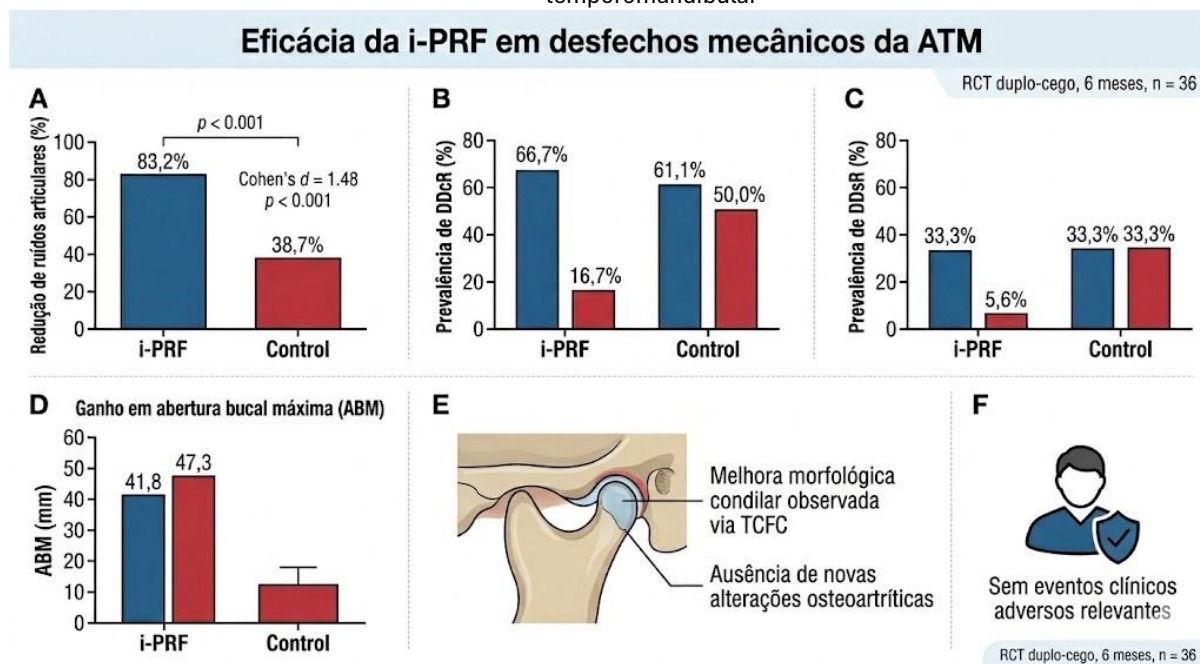 temporomandibular
Eficácia da i-PRF em desfechos mecânicos da ATM
RCT duplo-cego, 6 meses, n = 36
A
Redução de ruídos articulares (%)
100
80
60
40
20
0
p < 0.001
83,2%
Cohen's d = 1.48
p < 0.001
38,7%
i-PRF
Control
B
Prevalência de DDcR (%)
80
60
40
20
0
66,7%
16,7%
61,1%
50,0%
i-PRF
Control
C
Prevalência de DDsR (%)
80
60
40
20
0
33,3%
5,6%
33,3%
33,3%
i-PRF
Control
D
Ganho em abertura bucal máxima (ABM)
ABM (mm)
60
50
40
30
20
10
0
41,8
47,3
i-PRF
Control
E
Melhora morfológica
condilar observada
via TCFC
Ausência de novas
alterações osteoartríticas
F
Sem eventos clínicos
adversos relevantes
RCT duplo-cego, 6 meses, n = 36